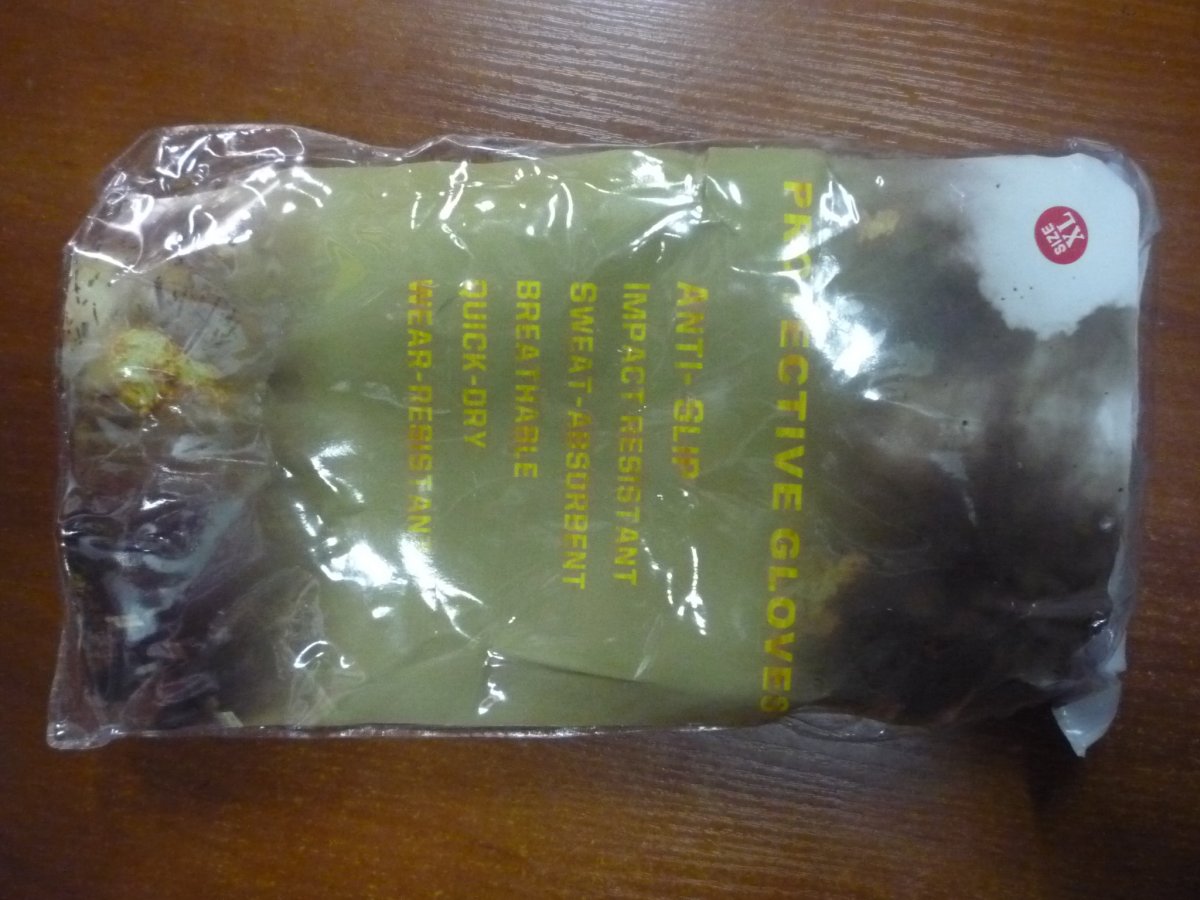 SIZE
XL
PROTECTIVE GLOVES
ANTI-SLIP
IMPACT RESISTANT
SWEAT-ABSORBENT
BREATHABLE
QUICK-DRY
WEAR-RESISTANT